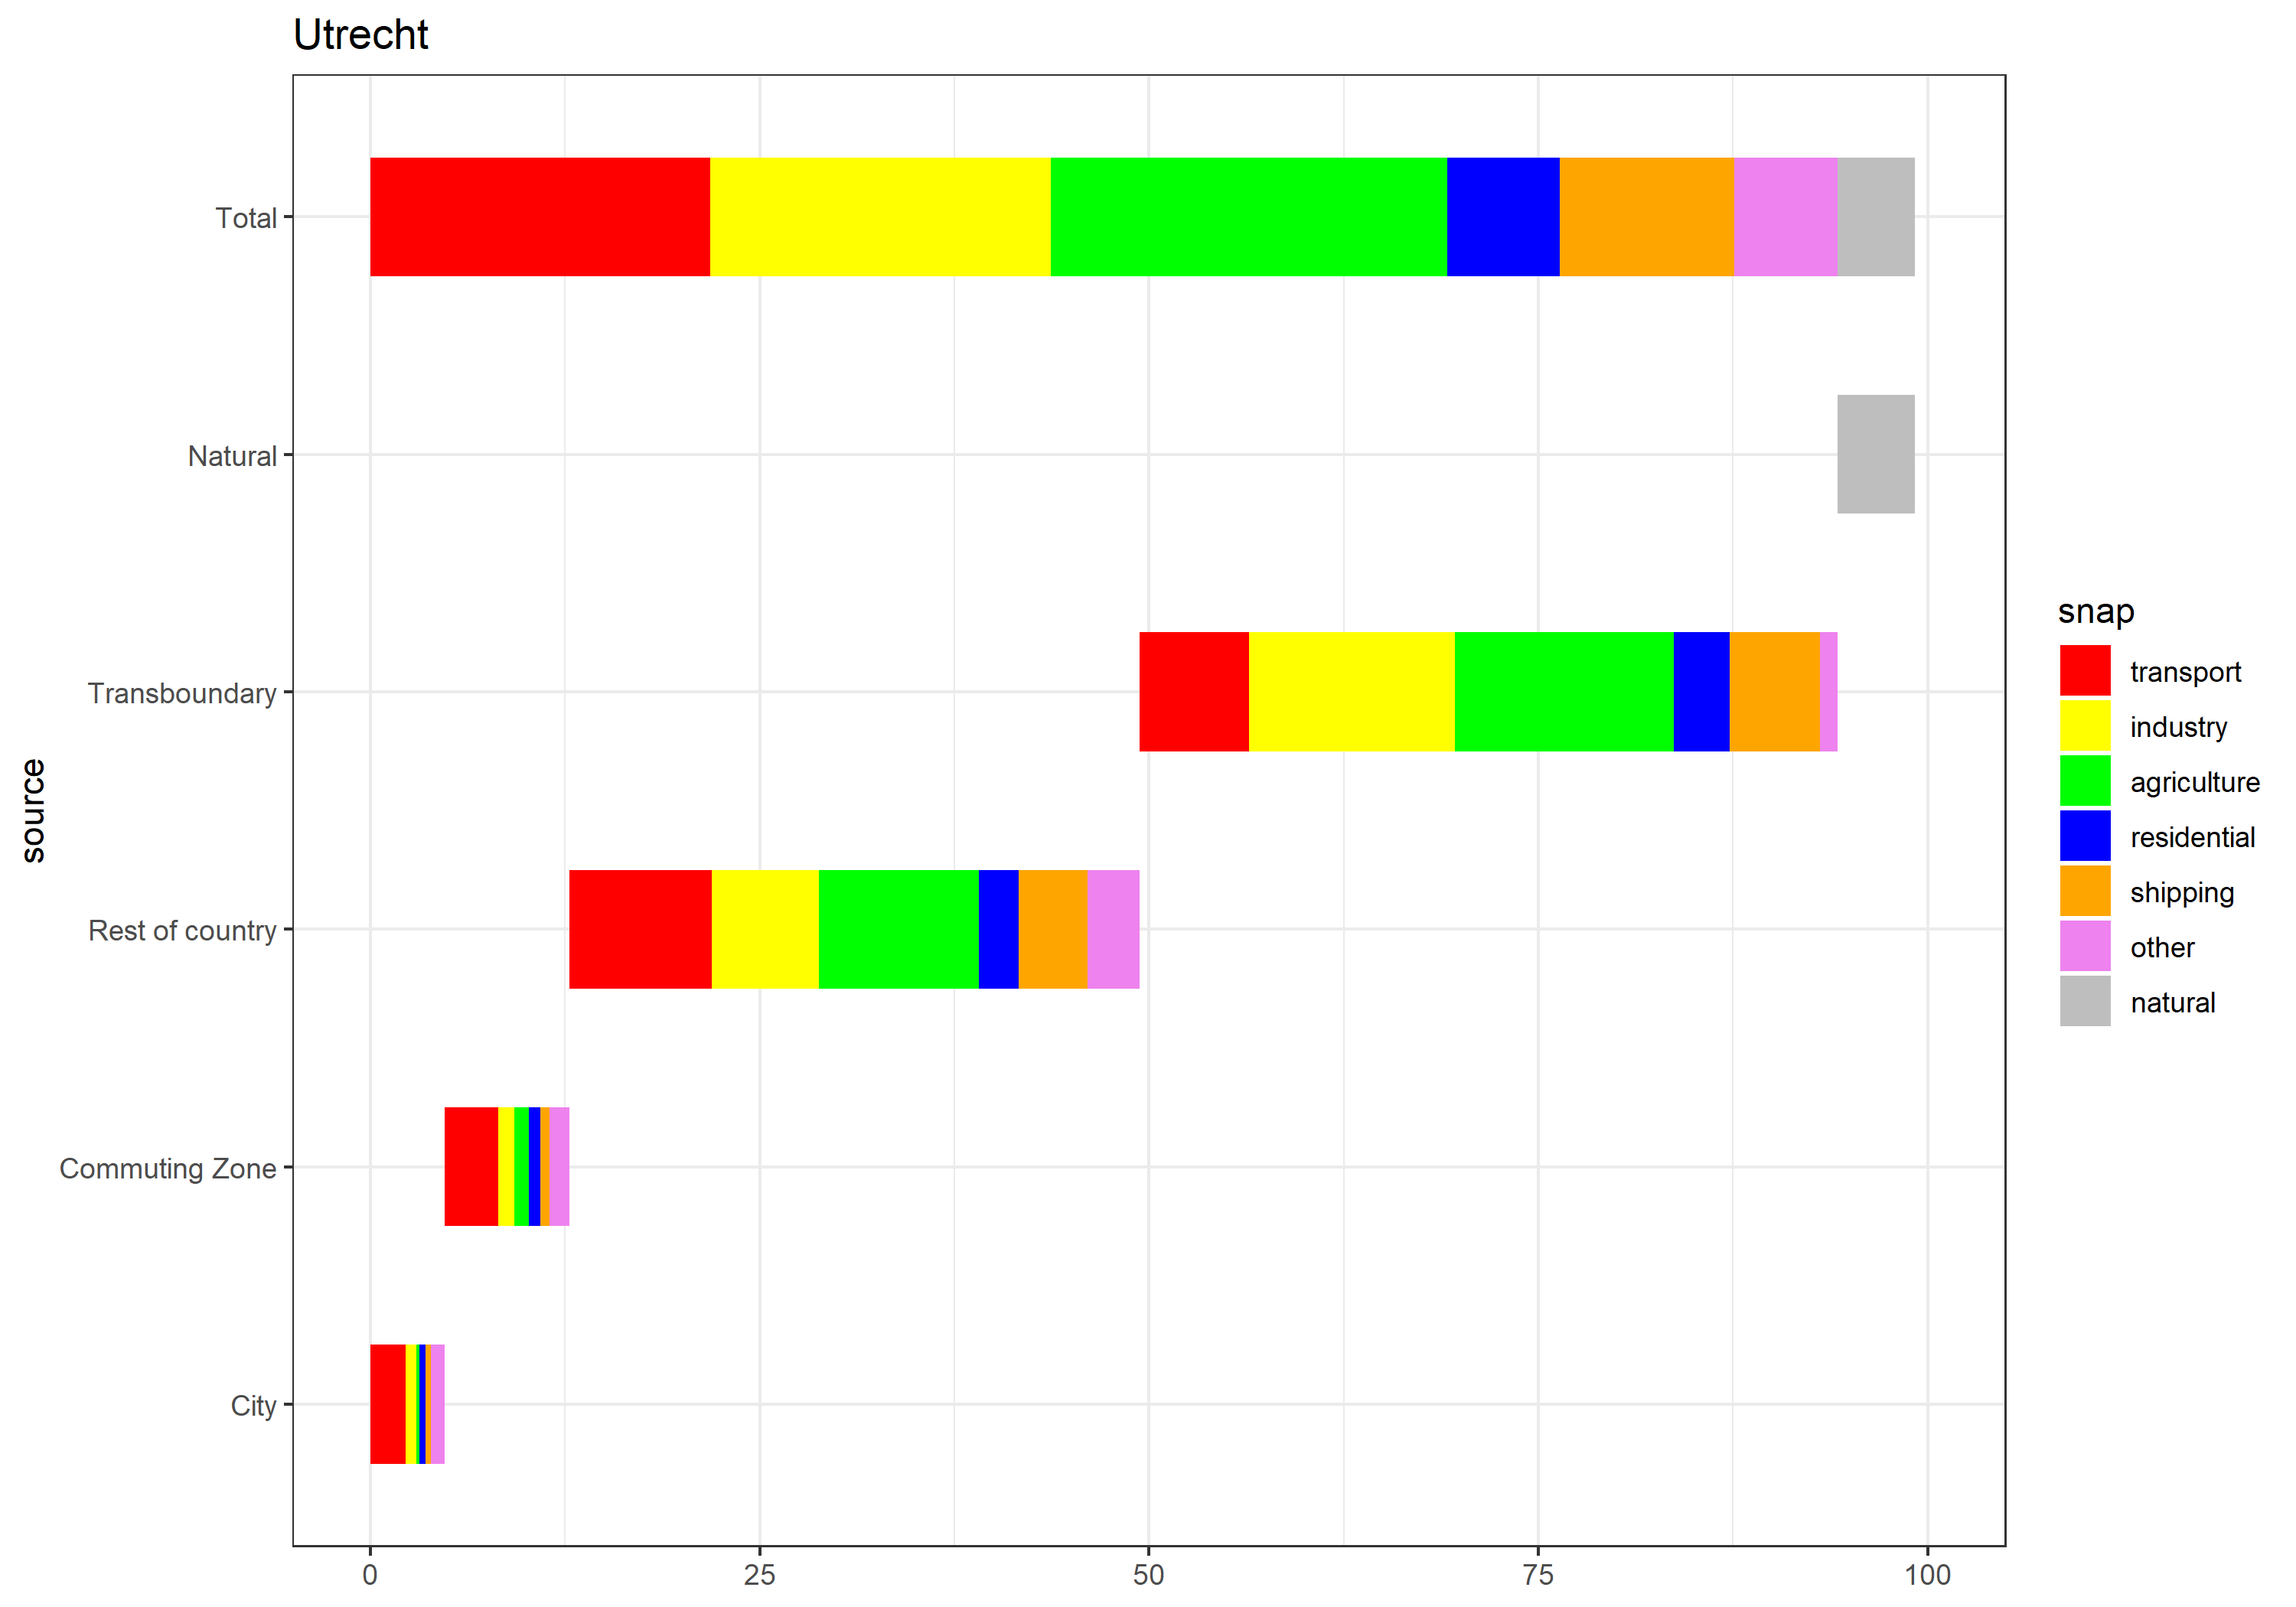 Utrecht
Total
Natural
Transboundary
Rest of country
Commuting Zone
City
source
0 25 50 75 100
snap
transport
industry
agriculture
residential
shipping
other
natural